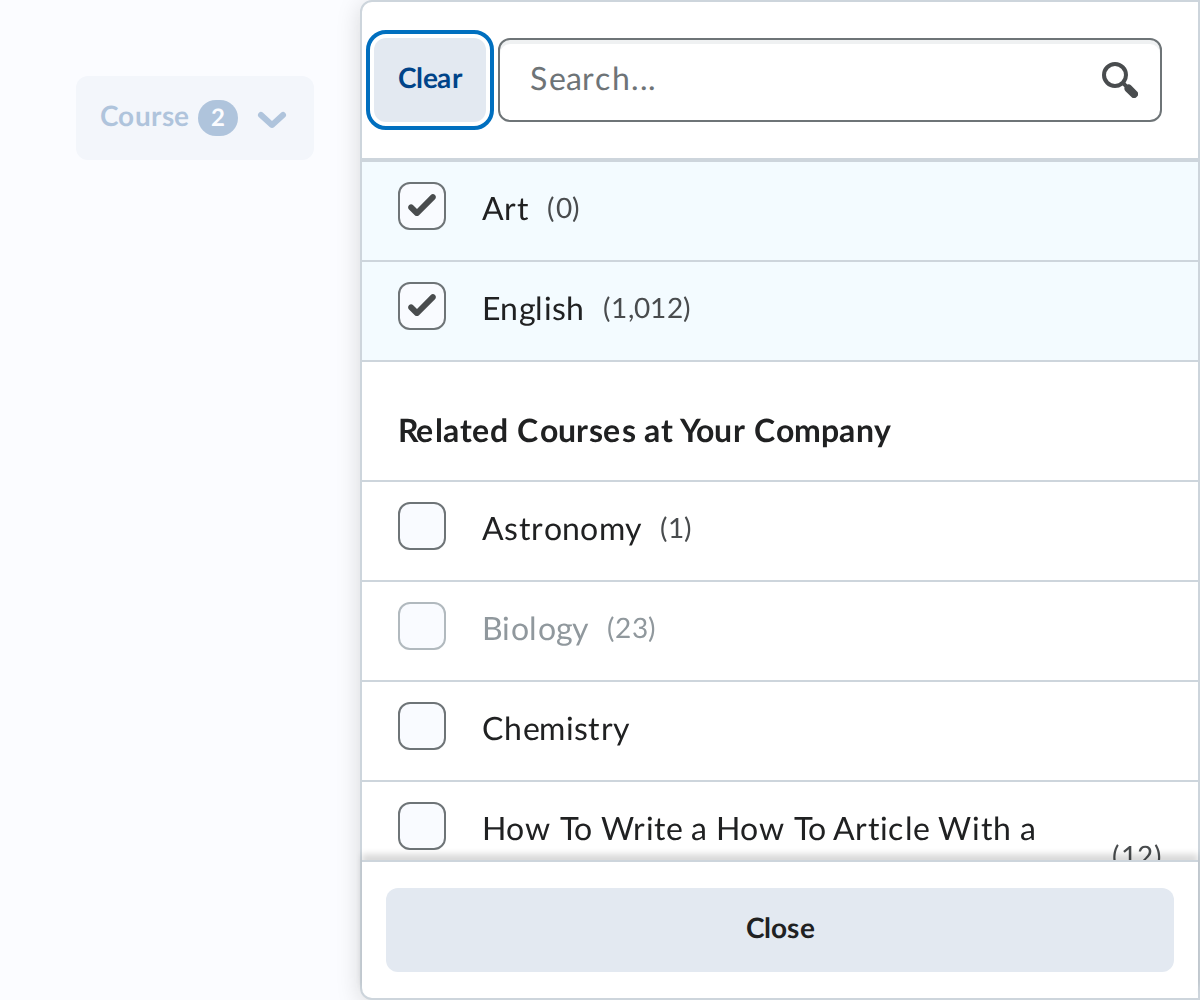 Course 2
Clear
Search...
Art (0)
English (1,012)
Related Courses at Your Company
Astronomy (1)
Biology (23)
Chemistry
How To Write a How To Article With a
(12)
Close